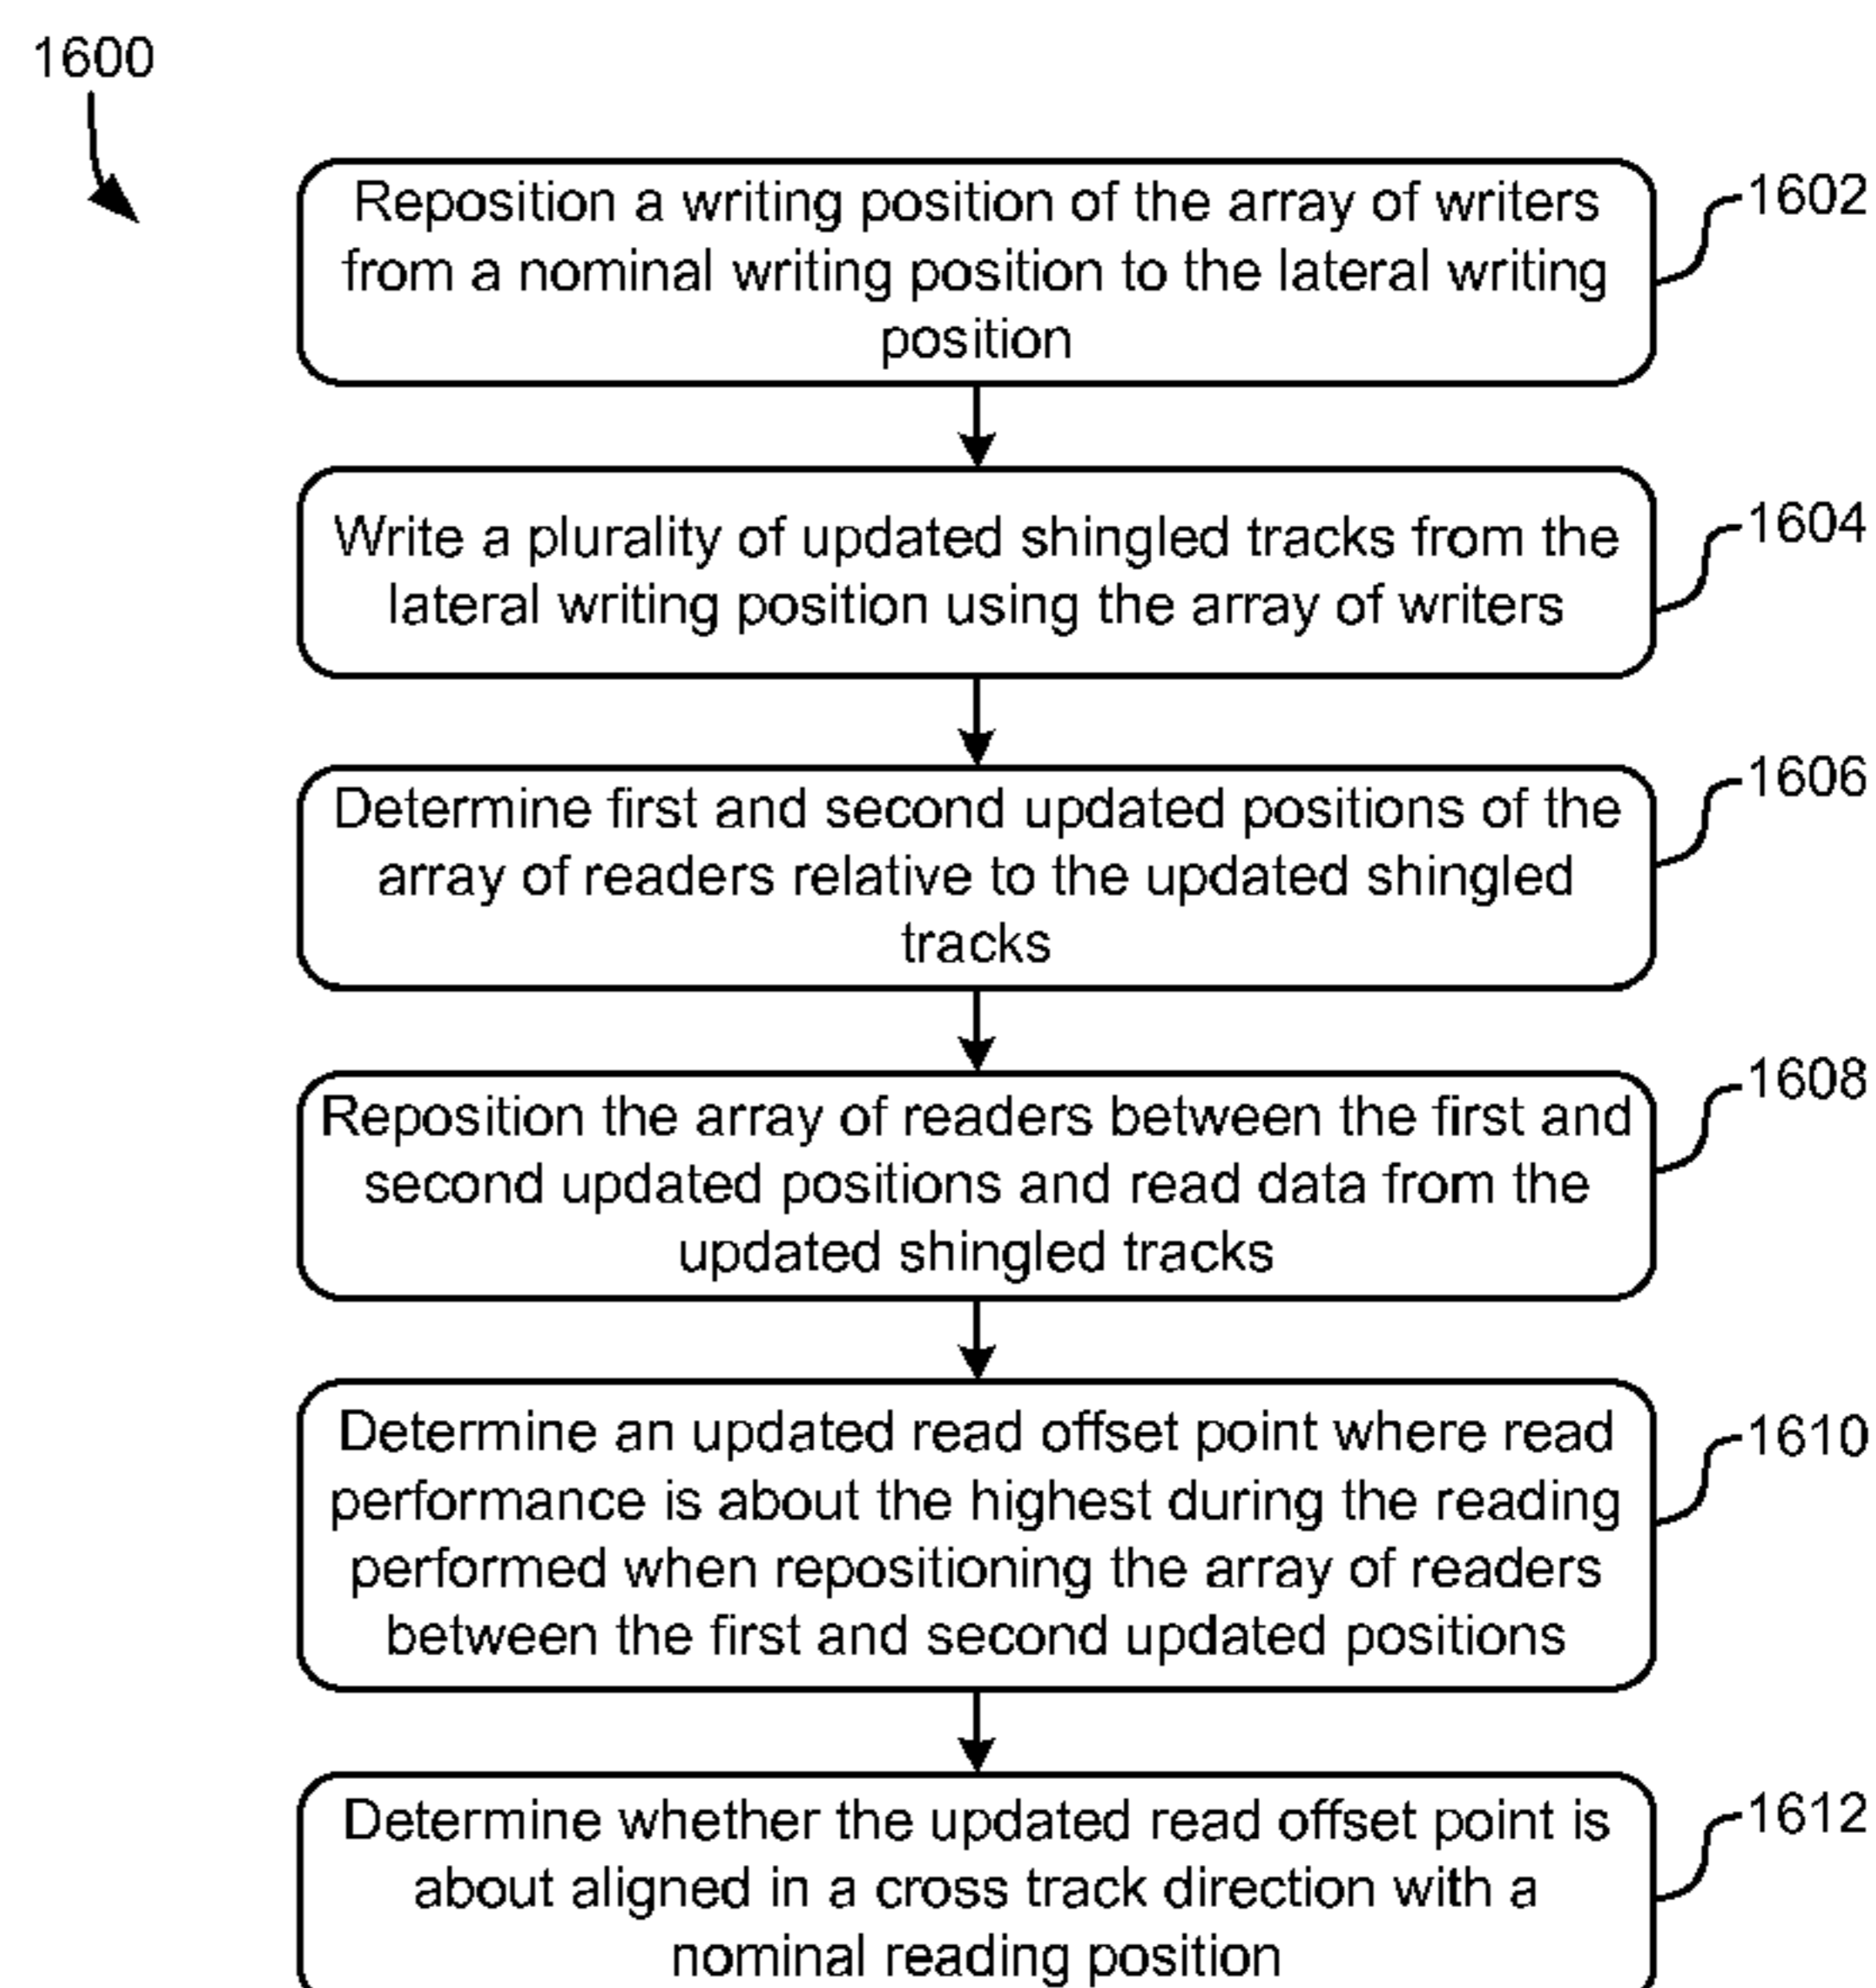 1600
Reposition a writing position of the array of writers
from a nominal writing position to the lateral writing
position
1602
Write a plurality of updated shingled tracks from the
lateral writing position using the array of writers
1604
Determine first and second updated positions of the
array of readers relative to the updated shingled
tracks
1606
Reposition the array of readers between the first and
second updated positions and read data from the
updated shingled tracks
1608
Determine an updated read offset point where read
performance is about the highest during the reading
performed when repositioning the array of readers
between the first and second updated positions
1610
Determine whether the updated read offset point is
about aligned in a cross track direction with a
nominal reading position
1612